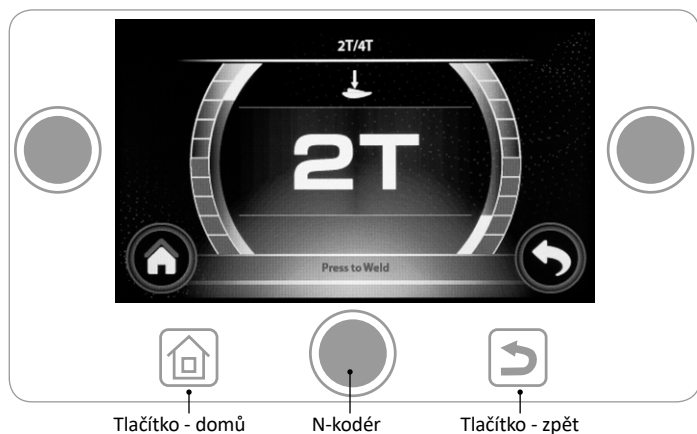 2T/4T
2T
Press to Weld
Tlačítko - domů
N-kodér
Tlačítko - zpět